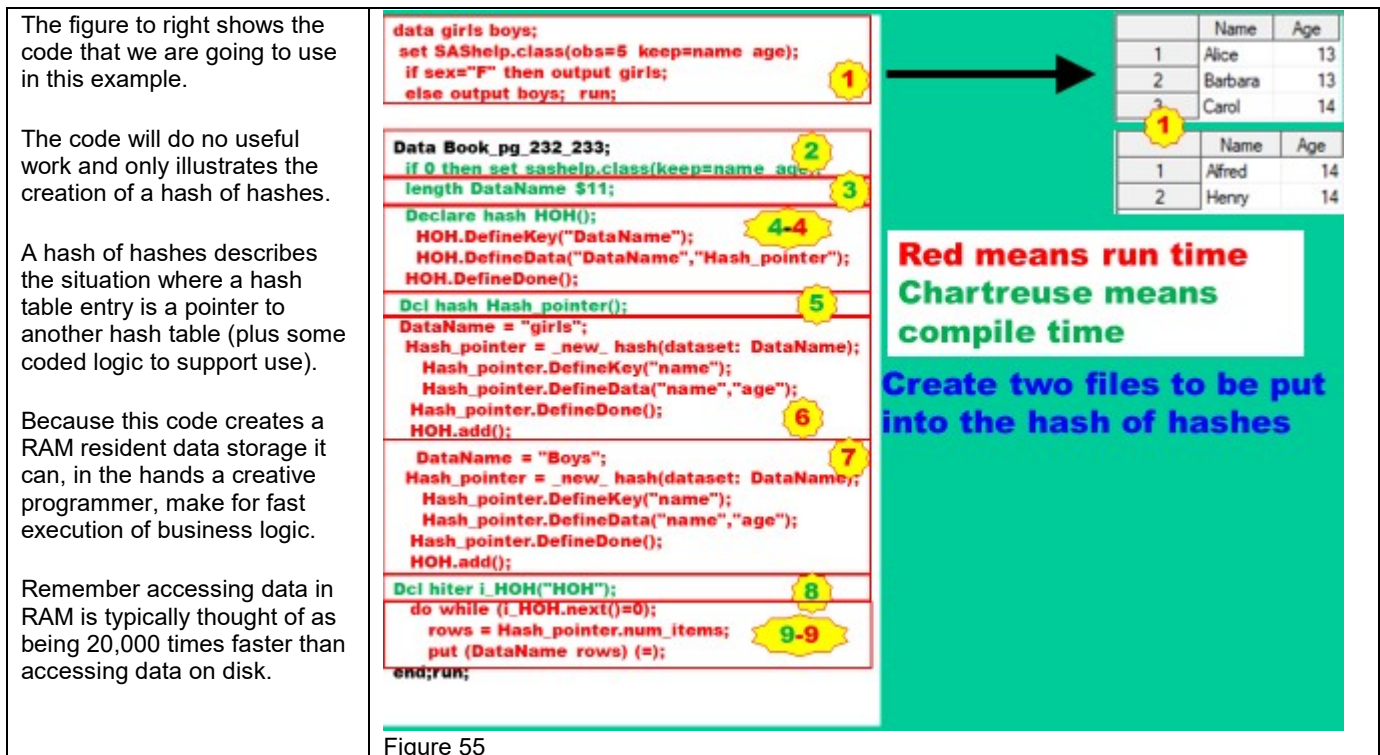 The figure to right shows the
code that we are going to use
in this example.
The code will do no useful
work and only illustrates the
creation of a hash of hashes.
A hash of hashes describes
the situation where a hash
table entry is a pointer to
another hash table (plus some
coded logic to support use).
Because this code creates a
RAM resident data storage it
can, in the hands a creative
programmer, make for fast
execution of business logic.
Remember accessing data in
RAM is typically thought of as
being 20,000 times faster than
accessing data on disk.
data girls boys;
set SAShelp.class(obs=5 keep=name age);
if sex="F" then output girls;
else output boys; run;
1
Data Book_pg_232_233;
2
if 0 then set sashelp.class(keep=name age);
length DataName $11;
3
Declare hash HOH();
4-4
HOH.DefineKey("DataName");
HOH.DefineData("DataName","Hash_pointer");
HOH.DefineDone();
Dcl hash Hash_pointer();
5
DataName = "girls";
Hash_pointer = _new_ hash(dataset: DataName);
Hash_pointer.DefineKey("name");
Hash_pointer.DefineData("name","age");
Hash_pointer.DefineDone();
6
HOH.add();
DataName = "Boys";
7
Hash_pointer = _new_ hash(dataset: DataName);
Hash_pointer.DefineKey("name");
Hash_pointer.DefineData("name","age");
Hash_pointer.DefineDone();
HOH.add();
Dcl hiter i_HOH("HOH");
8
do while (i_HOH.next()=0);
rows = Hash_pointer.num_items;
9-9
put (DataName rows) (=);
end;run;
Name Age
1 Alice 13
2 Barbara 13
3 Carol 14
1
Name Age
1 Alfred 14
2 Henry 14
Red means run time
Chartreuse means
compile time
Create two files to be put
into the hash of hashes
Figure 55